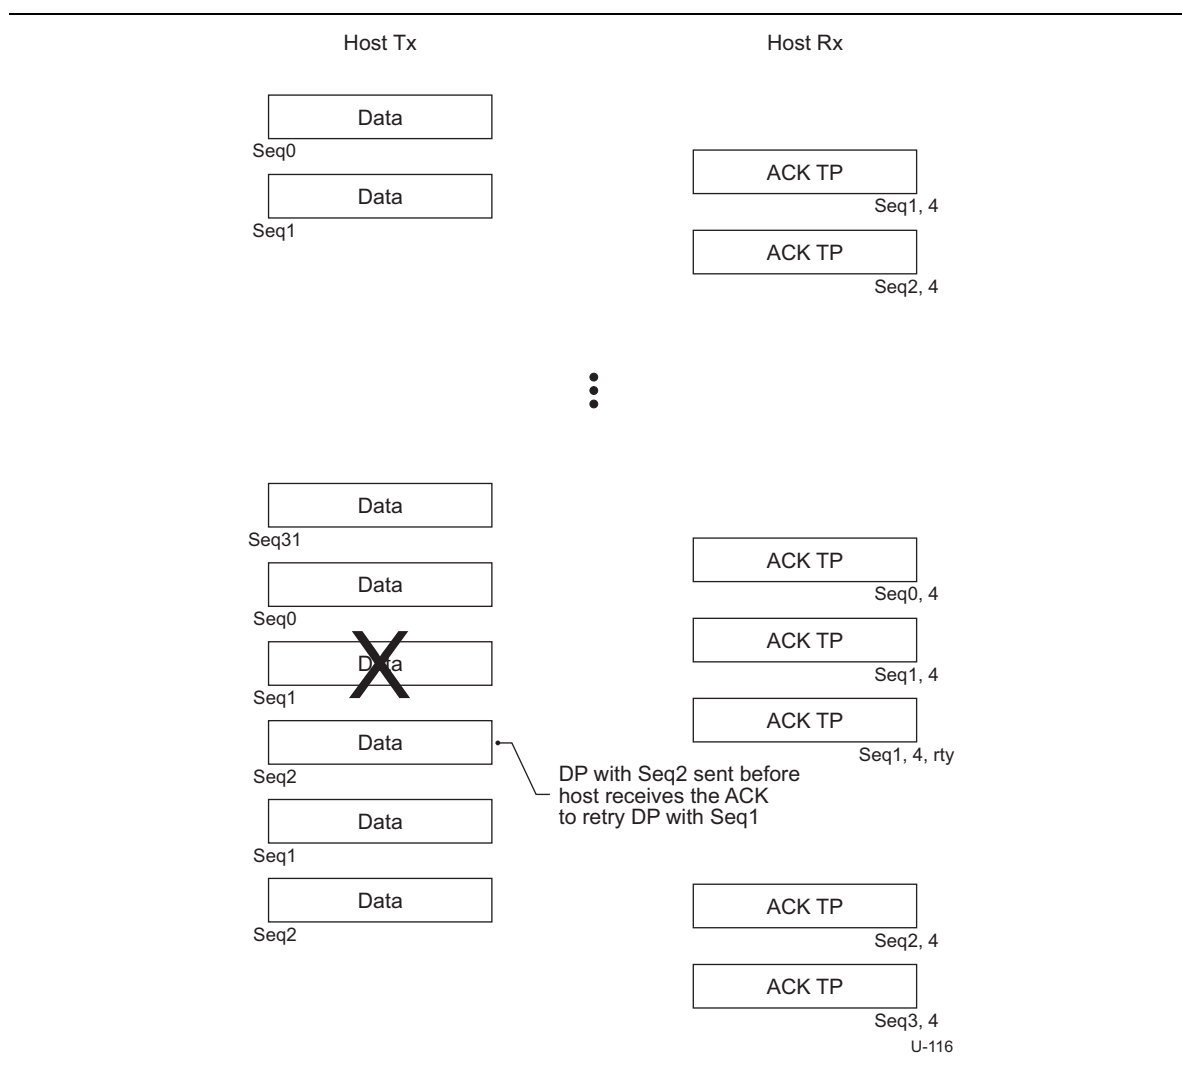 Host Tx
Host Rx
Data
Seq0
ACK TP
Seq1, 4
Data
Seq1
ACK TP
Seq2, 4
Data
Seq31
ACK TP
Seq0, 4
Data
Seq0
ACK TP
Seq1, 4
Data
Seq1
ACK TP
Seq1, 4, rty
Data
Seq2
DP with Seq2 sent before
host receives the ACK
to retry DP with Seq1
Data
Seq1
Data
Seq2
ACK TP
Seq2, 4
ACK TP
Seq3, 4
U-116